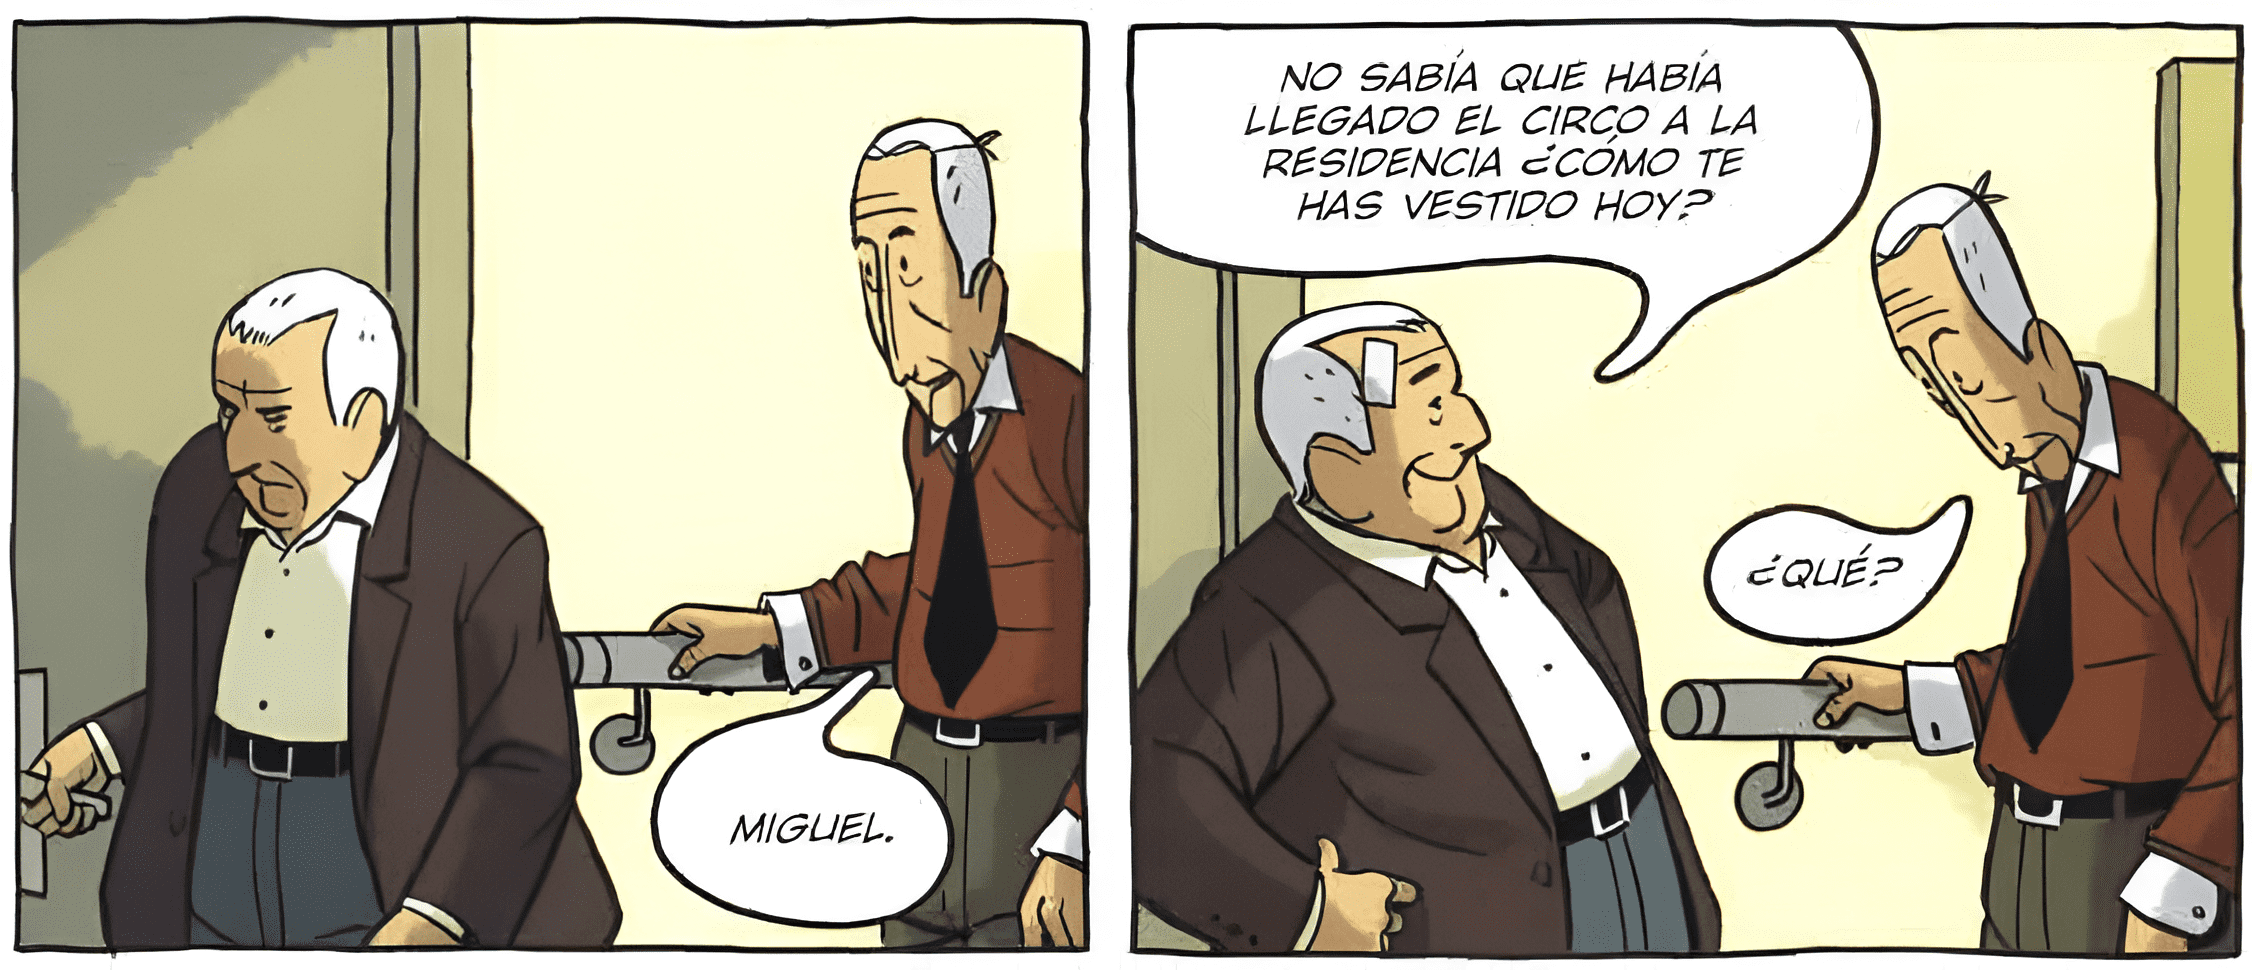 MIGUEL.
NO SABÍA QUE HABÍA
LLEGADO EL CIRCO A LA
RESIDENCIA ¿CÓMO TE
HAS VESTIDO HOY?
¿QUÉ?